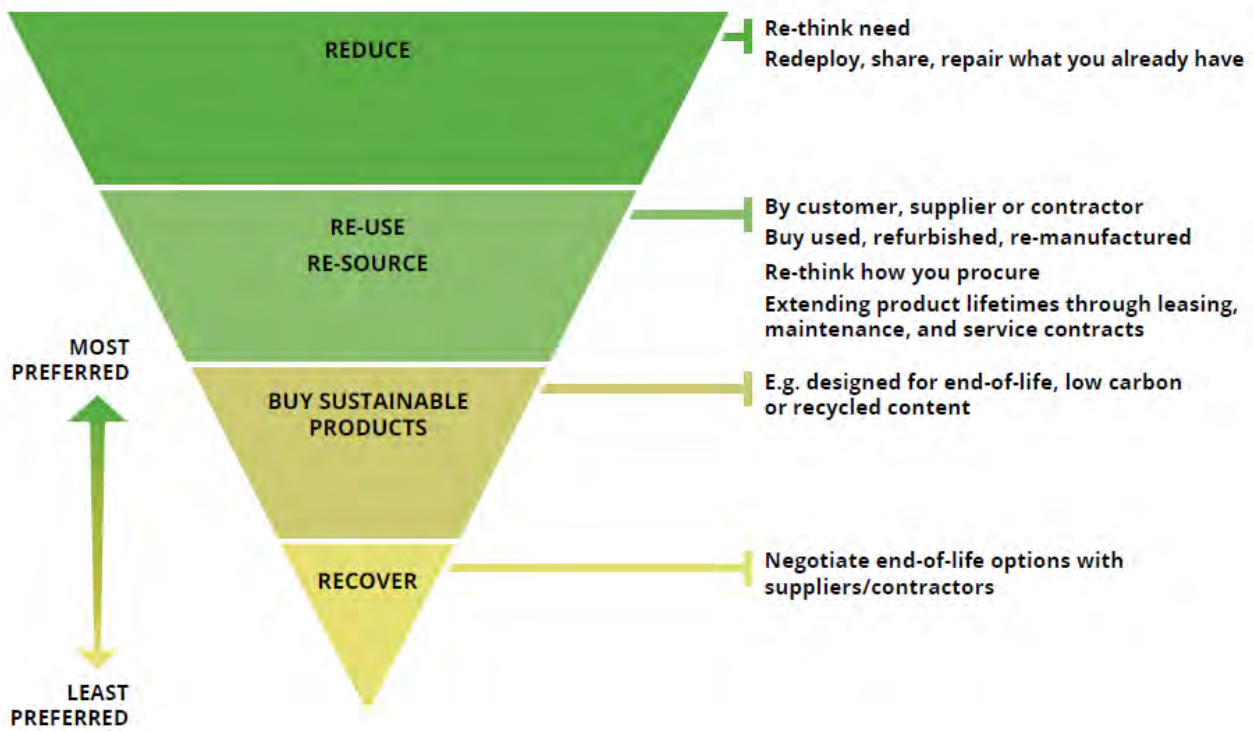 REDUCE
Re-think need
Redeploy, share, repair what you already have
RE-USE
RE-SOURCE
By customer, supplier or contractor
Buy used, refurbished, re-manufactured
Re-think how you procure
Extending product lifetimes through leasing,
maintenance, and service contracts
MOST
PREFERRED
BUY SUSTAINABLE
PRODUCTS
E.g. designed for end-of-life, low carbon
or recycled content
RECOVER
Negotiate end-of-life options with
suppliers/contractors
LEAST
PREFERRED